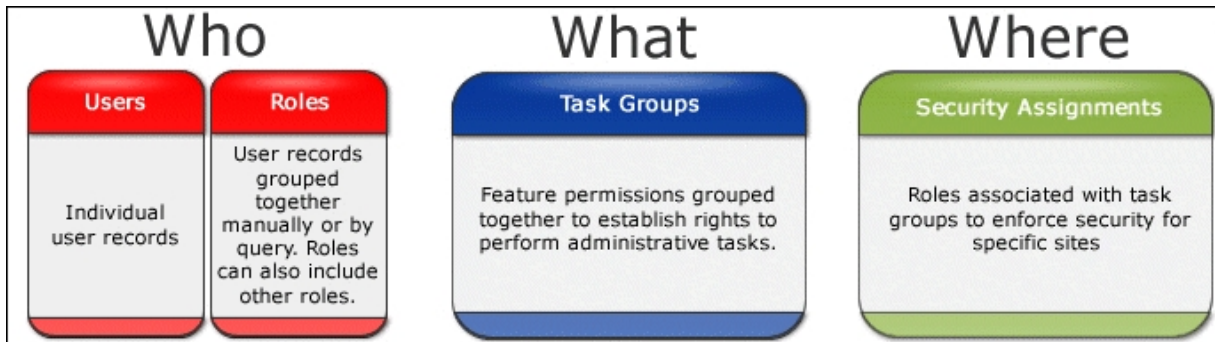 Who
Users
Individual
user records
Roles
User records
grouped
together
manually or by
query. Roles
can also include
other roles.
What
Task Groups
Feature permissions grouped
together to establish rights to
perform administrative tasks.
Where
Security Assignments
Roles associated with task
groups to enforce security for
specific sites